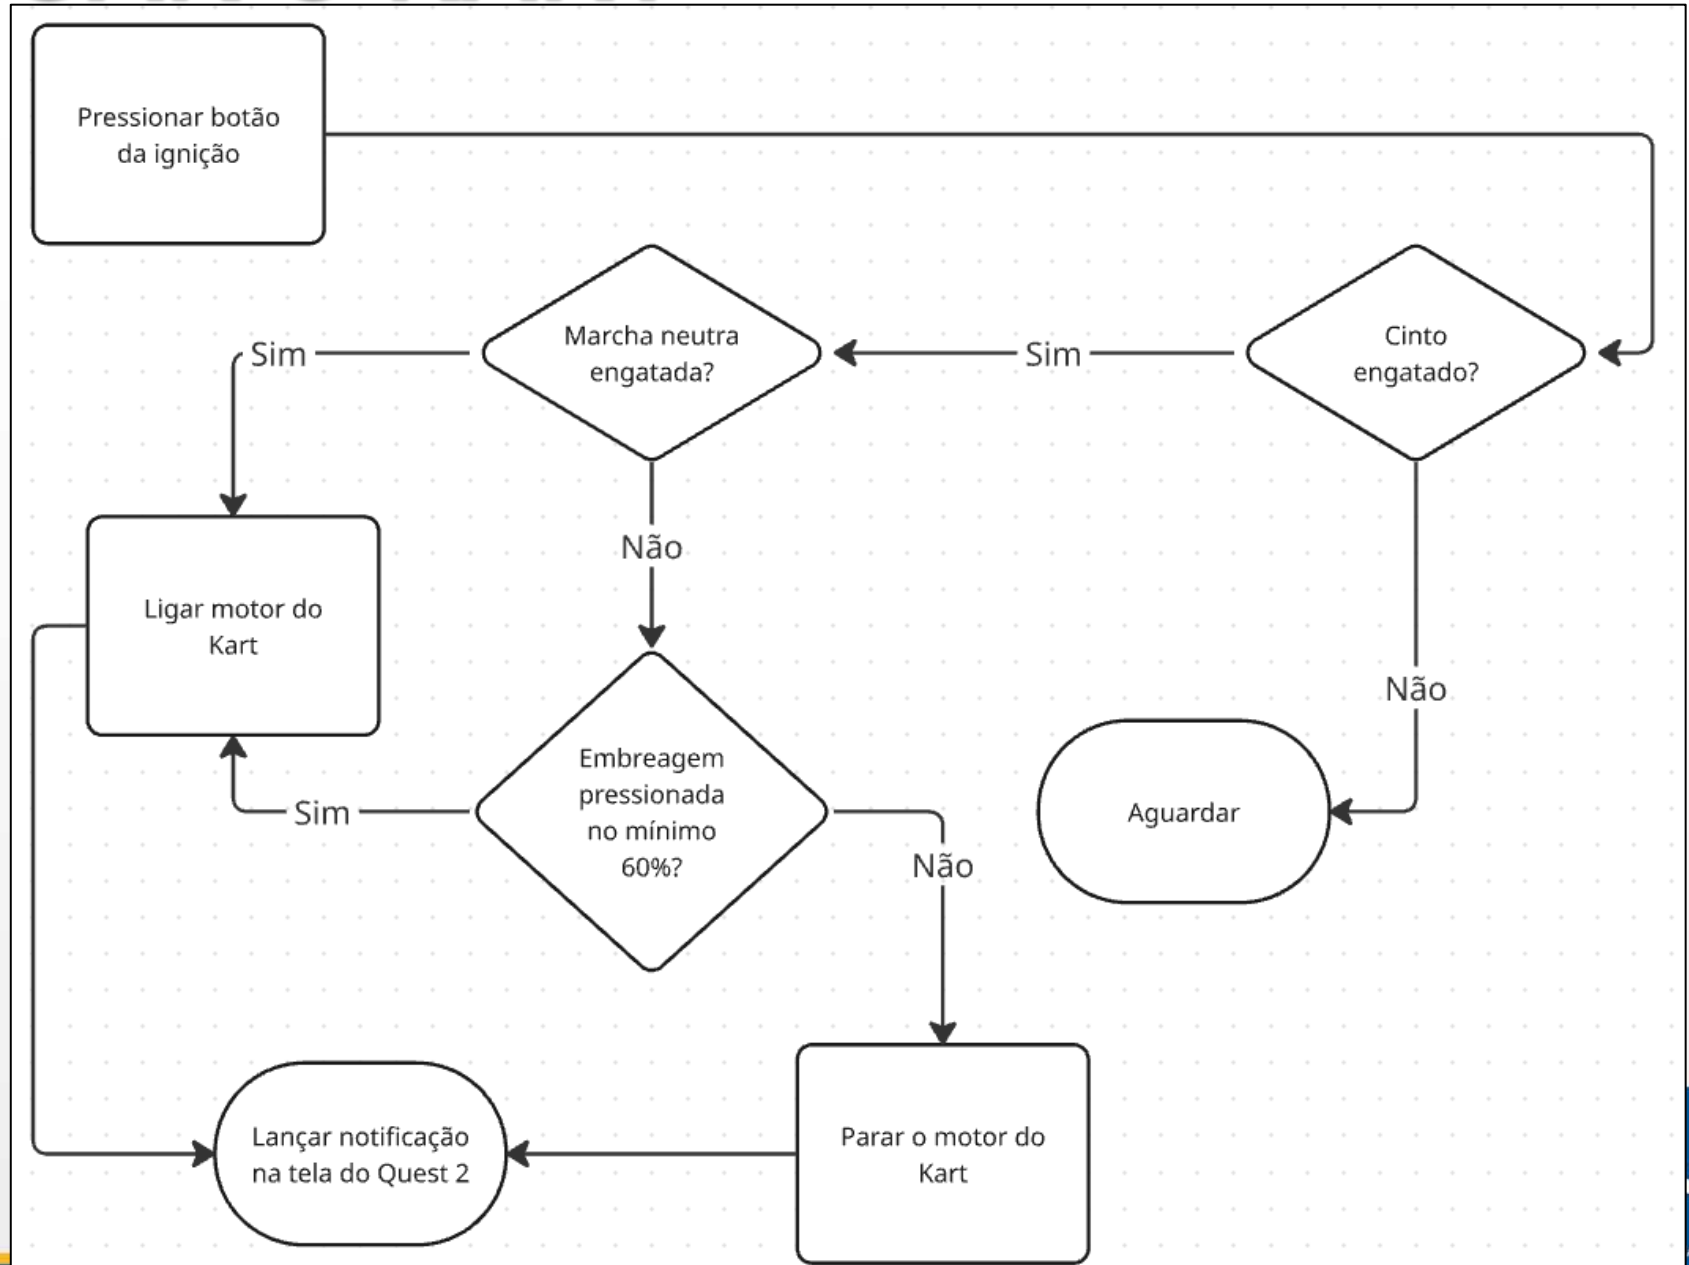 Pressionar botão
da ignição
Marcha neutra
engatada?
Cinto
engatado?
Sim
Sim
Não
Ligar motor do
Kart
Não
Embreagem
pressionada
no mínimo
60%?
Sim
Aguardar
Não
Lançar notificação
na tela do Quest 2
Parar o motor do
Kart